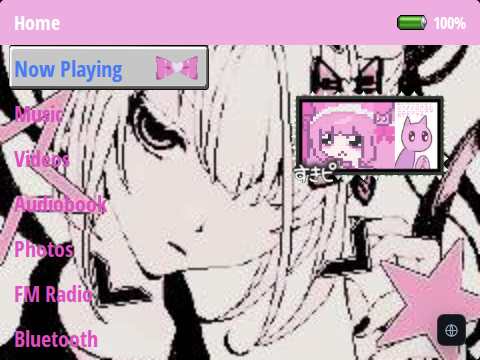 Home
100%
Now Playing
Music
Videos
Audiobook
Photos
FM Radio
Bluetooth
すきピ